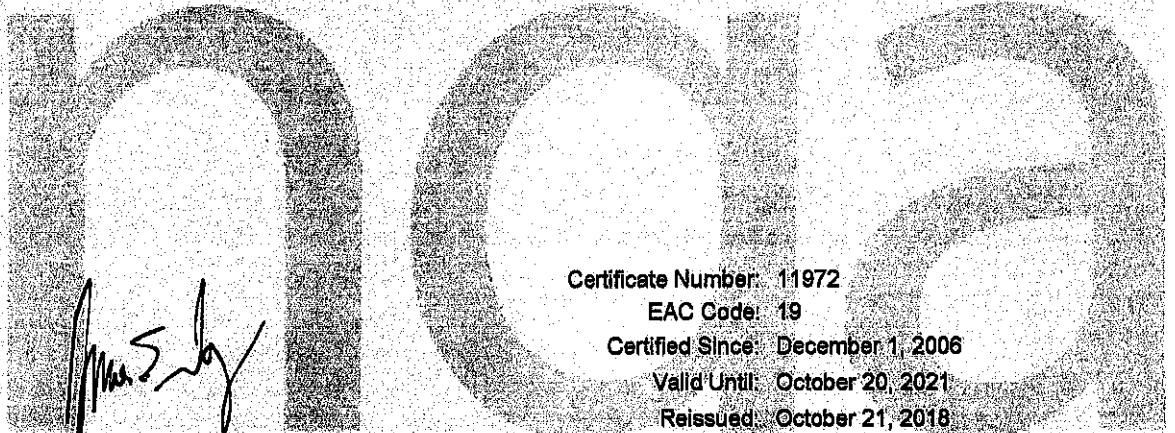 nqa
Certificate Number: 11972
EAC Code: 19
Certified Since: December 1, 2006
Valid Until: October 20, 2021
Reissued: October 21, 2018